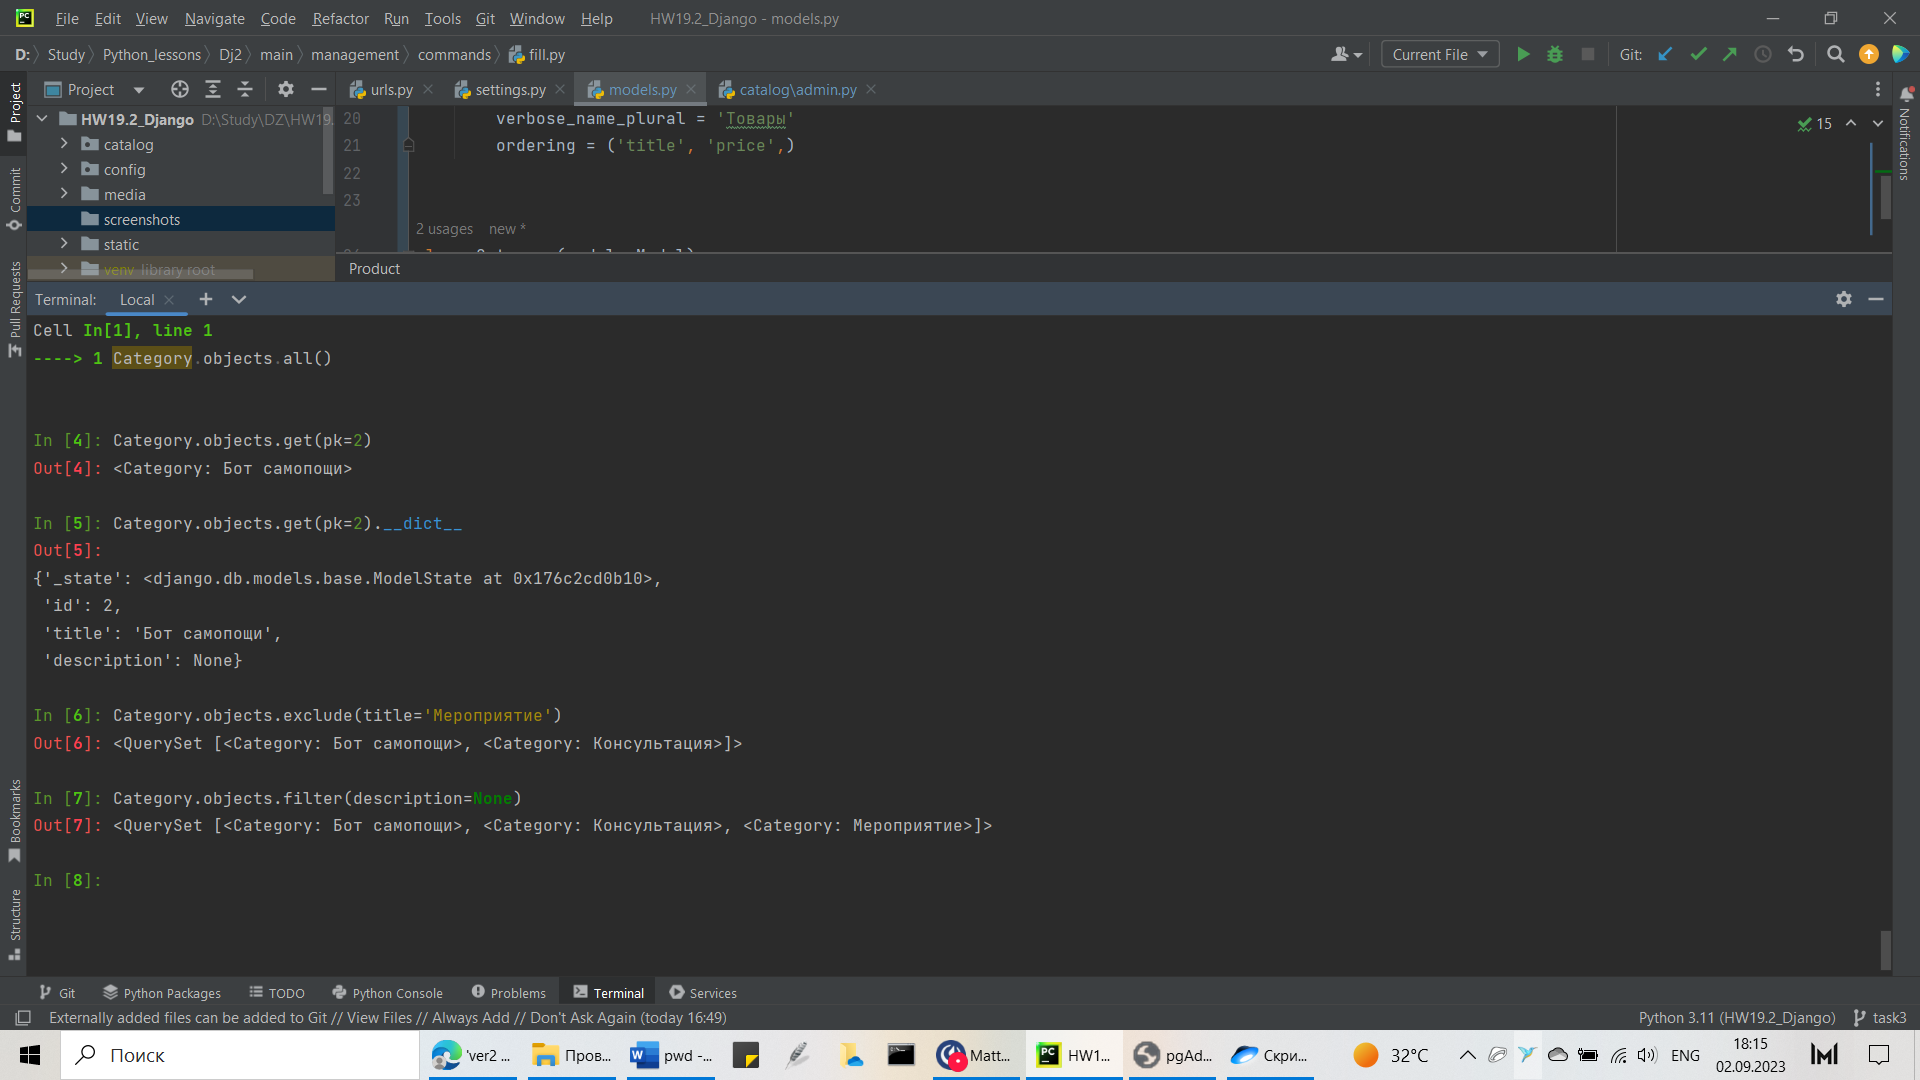 File Edit View Navigate Code Refactor Run Tools Git Window Help HW19.2_Django - models.py
D: Study Python_lessons Dj2 main management commands fill.py Current File Git:
Project urls.py settings.py models.py catalog\admin.py
HW19.2_Django D:\Study\DZ\HW19.
catalog
config
media
screenshots
static
venv library root
20 verbose_name_plural = 'Товары'
21 ordering = ('title', 'price',)
22
23
2 usages new *
15
Product
Project
Commit
Pull Requests
Bookmarks
Structure
Notifications
Terminal: Local
Cell In[1], line 1
----> 1 Category.objects.all()
In [4]: Category.objects.get(pk=2)
Out[4]: <Category: Бот самопощи>
In [5]: Category.objects.get(pk=2).__dict__
Out[5]:
{'_state': <django.db.models.base.ModelState at 0x176c2cd0b10>,
'id': 2,
'title': 'Бот самопощи',
'description': None}
In [6]: Category.objects.exclude(title='Мероприятие')
Out[6]: <QuerySet [<Category: Бот самопощи>, <Category: Консультация>]>
In [7]: Category.objects.filter(description=None)
Out[7]: <QuerySet [<Category: Бот самопощи>, <Category: Консультация>, <Category: Мероприятие>]>
In [8]:
Git Python Packages TODO Python Console Problems Terminal Services
Externally added files can be added to Git // View Files // Always Add // Don't Ask Again (today 16:49) Python 3.11 (HW19.2_Django) task3
Поиск 'ver2 ... Пров... pwd -... Matt... HW1... pgAd... Скри... 32°C ENG 18:15
02.09.2023